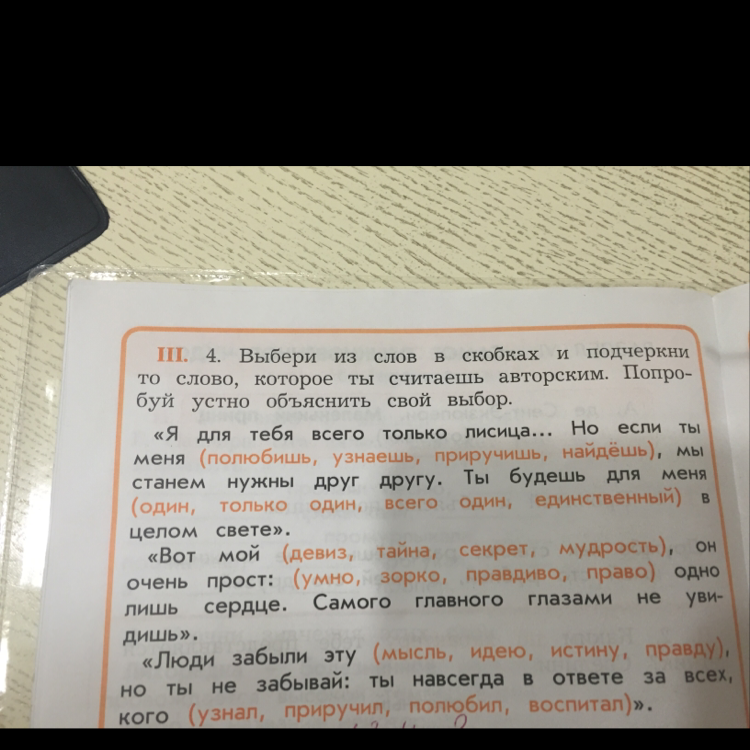 III. 4. Выбери из слов в скобках и подчеркни
то слово, которое ты считаешь авторским. Попро-
буй устно объяснить свой выбор.
«Я для тебя всего только лисица... Но если ты
меня (полюбишь, узнаешь, приручишь, найдёшь), мы
станем нужны друг другу. Ты будешь для меня
(один, только один, всего один, единственный) в
целом свете».
«Вот мой (девиз, тайна, секрет, мудрость), он
очень прост: (умно, зорко, правдиво, право) одно
лишь сердце. Самого главного глазами не уви-
дишь».
«Люди забыли эту (мысль, идею, истину, правду),
но ты не забывай: ты навсегда в ответе за всех,
кого (узнал, приручил, полюбил, воспитал)».